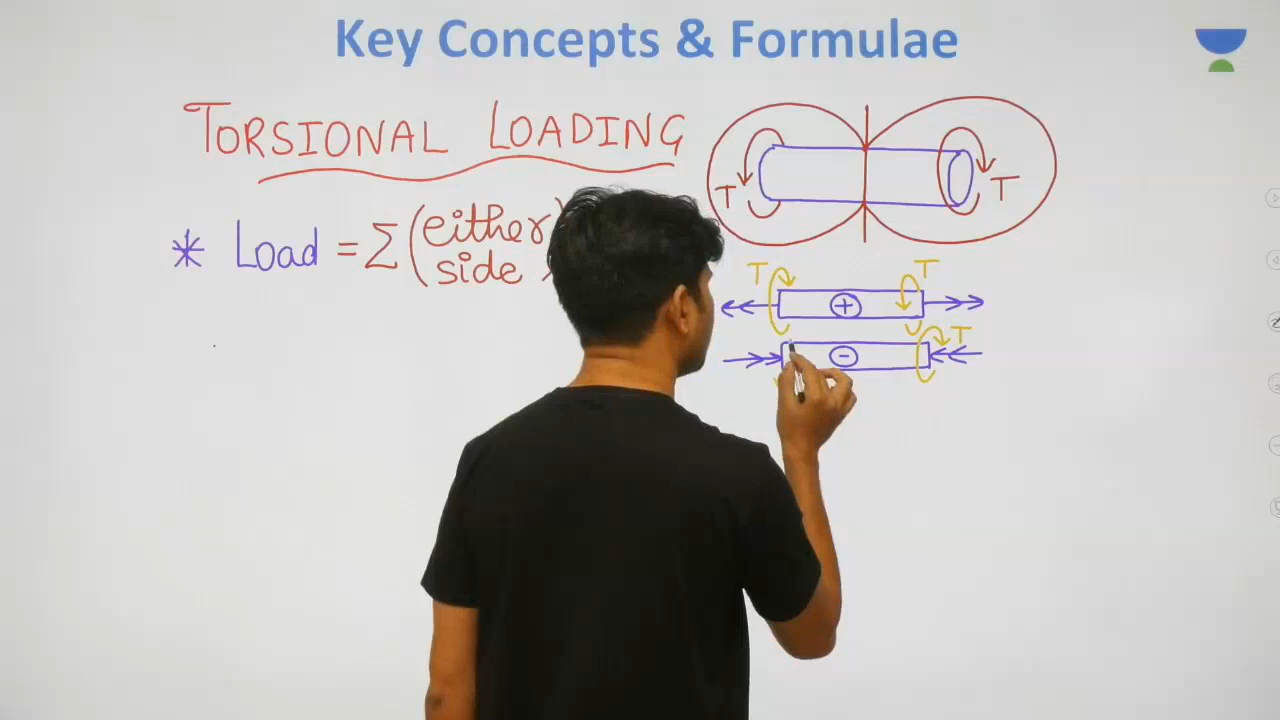 Key Concepts & Formulae
TORSIONAL LOADING
T
T
* Load = Σ (either side)
T
T
+
T
-